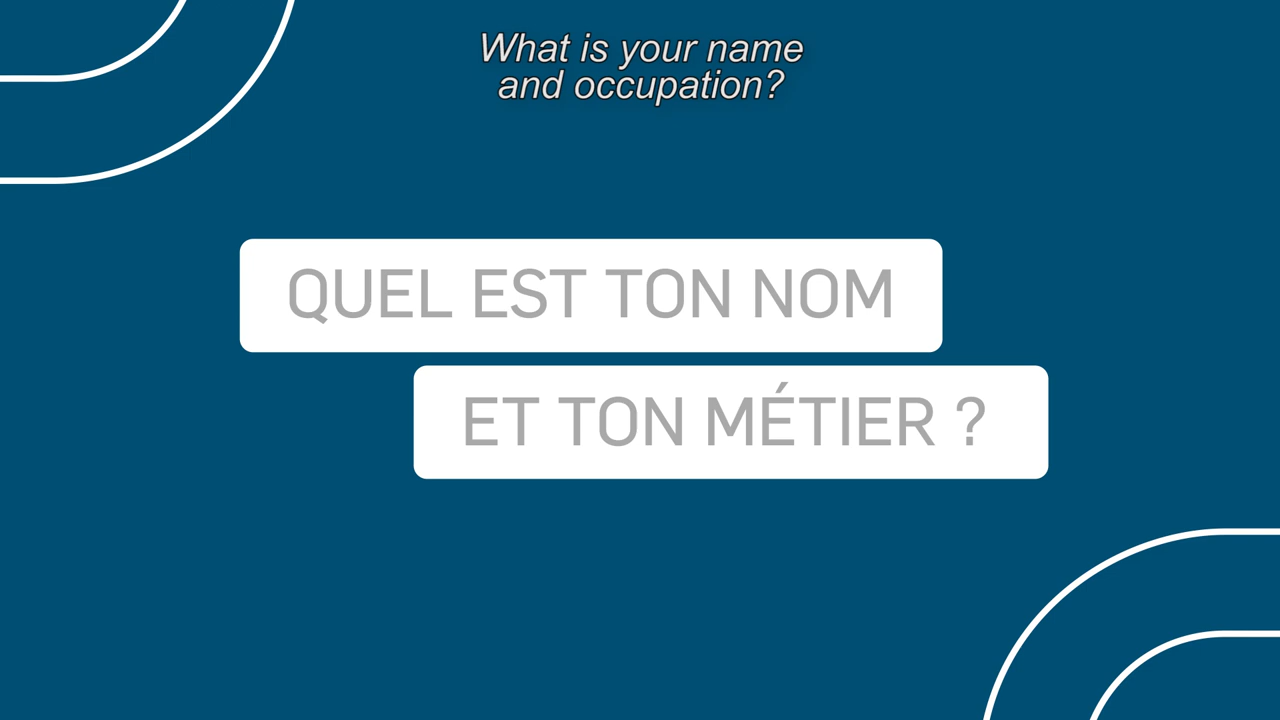 What is your name
and occupation?
QUEL EST TON NOM
ET TON MÉTIER ?